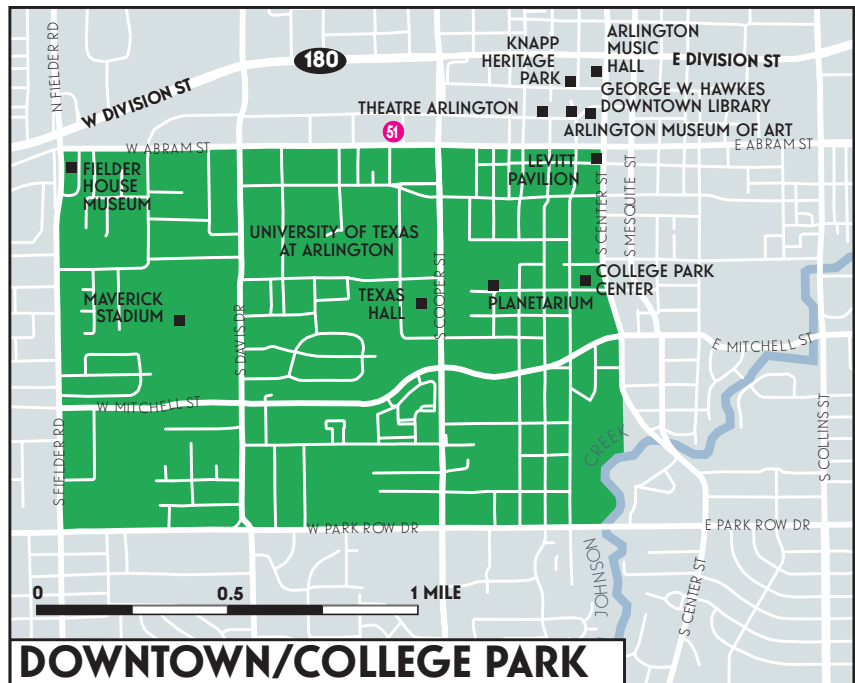 N FIELDER RD
W DIVISION ST
180
KNAPP
HERITAGE
PARK
ARLINGTON
MUSIC
HALL
E DIVISION ST
THEATRE ARLINGTON
GEORGE W. HAWKES
DOWNTOWN LIBRARY
ARLINGTON MUSEUM OF ART
51
W ABRAM ST
E ABRAM ST
FIELDER
HOUSE
MUSEUM
LEVITT
PAVILION
S CENTER ST
S MESQUITE ST
UNIVERSITY OF TEXAS
AT ARLINGTON
MAVERICK
STADIUM
S DAVIS DR
TEXAS
HALL
S COOPER ST
PLANETARIUM
COLLEGE PARK
CENTER
E MITCHELL ST
W MITCHELL ST
S FIELDER RD
CREEK
S COLLINS ST
W PARK ROW DR
E PARK ROW DR
JOHNSON
S CENTER ST
0
0.5
1 MILE
DOWNTOWN/COLLEGE PARK